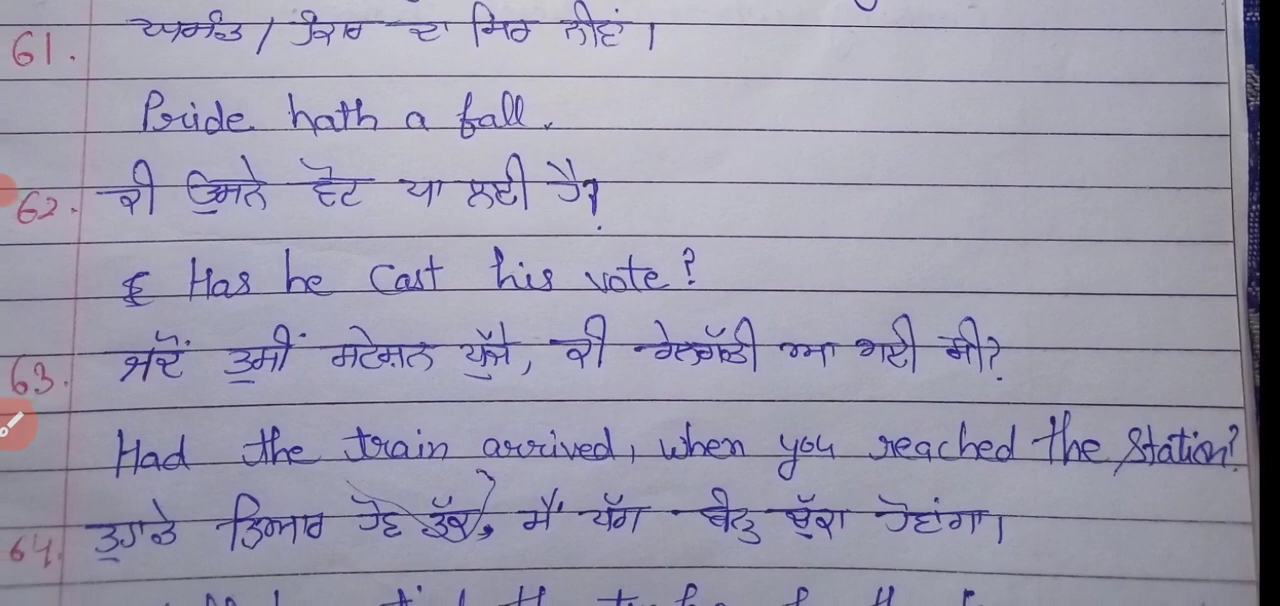 61. ਘਮੰਡ / ਹੰਕਾਰ ਦਾ ਸਿਰ ਨੀਵਾਂ।
Pride hath a fall.
62. ਕੀ ਉਸਨੇ ਵੋਟ ਪਾ ਲਈ ਹੈ?
Has he cast his vote?
63. ਜਦੋਂ ਤੁਸੀਂ ਸਟੇਸ਼ਨ ਪੁੱਜੇ, ਕੀ ਰੇਲਗੱਡੀ ਆ ਗਈ ਸੀ?
Had the train arrived, when you reached the station?
64. ਤੁਹਾਡੇ ਤਿਆਰ ਹੋਣ ਤੱਕ, ਮੈਂ ਪੱਗ ਬੰਨ੍ਹ ਚੁੱਕਾ ਹੋਵਾਂਗਾ।